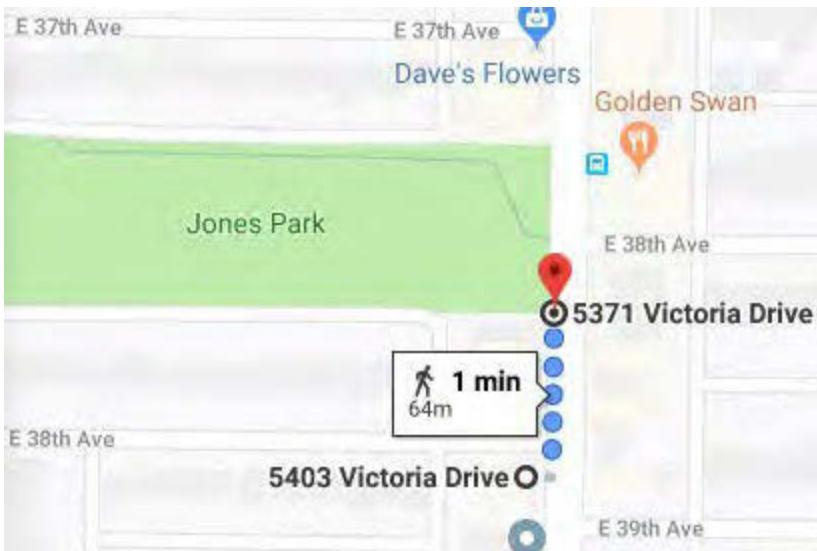 E 37th Ave
E 37th Ave
Dave's Flowers
Golden Swan
Jones Park
E 38th Ave
5371 Victoria Drive
1 min
64m
E 38th Ave
5403 Victoria Drive
E 39th Ave